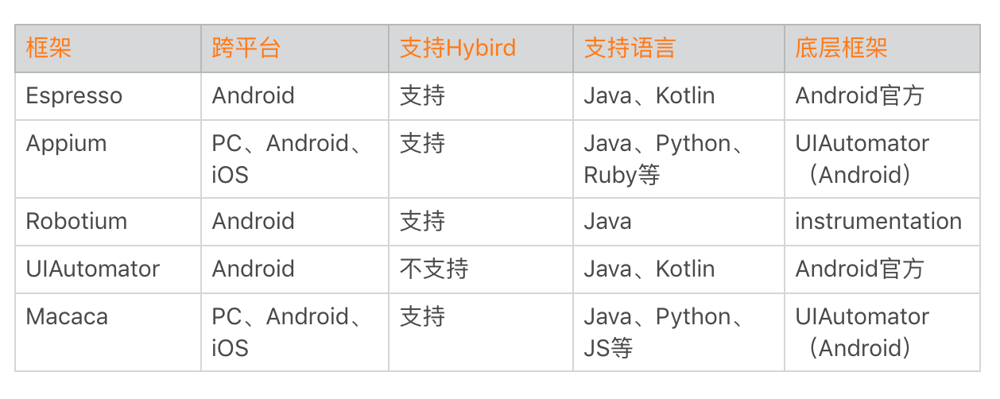 框架 跨平台 支持Hybird 支持语言 底层框架
Espresso Android 支持 Java、Kotlin Android官方
Appium PC、Android、 支持 Java、Python、 UIAutomator
iOS Ruby等 （Android）
Robotium Android 支持 Java instrumentation
UIAutomator Android 不支持 Java、Kotlin Android官方
Macaca PC、Android、 支持 Java、Python、 UIAutomator
iOS JS等 （Android）